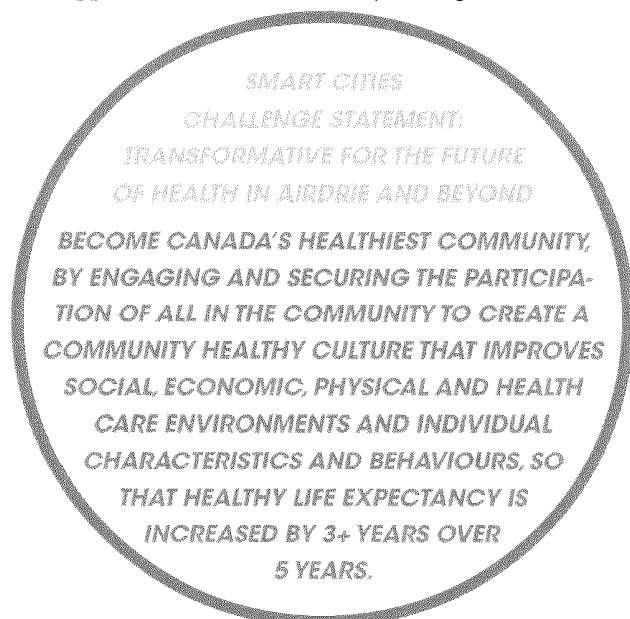 SMART CITIES
CHALLENGE STATEMENT:
TRANSFORMATIVE FOR THE FUTURE
OF HEALTH IN AIRDRIE AND BEYOND
BECOME CANADA'S HEALTHIEST COMMUNITY,
BY ENGAGING AND SECURING THE PARTICIPA-
TION OF ALL IN THE COMMUNITY TO CREATE A
COMMUNITY HEALTHY CULTURE THAT IMPROVES
SOCIAL, ECONOMIC, PHYSICAL AND HEALTH
CARE ENVIRONMENTS AND INDIVIDUAL
CHARACTERISTICS AND BEHAVIOURS, SO
THAT HEALTHY LIFE EXPECTANCY IS
INCREASED BY 3+ YEARS OVER
5 YEARS.